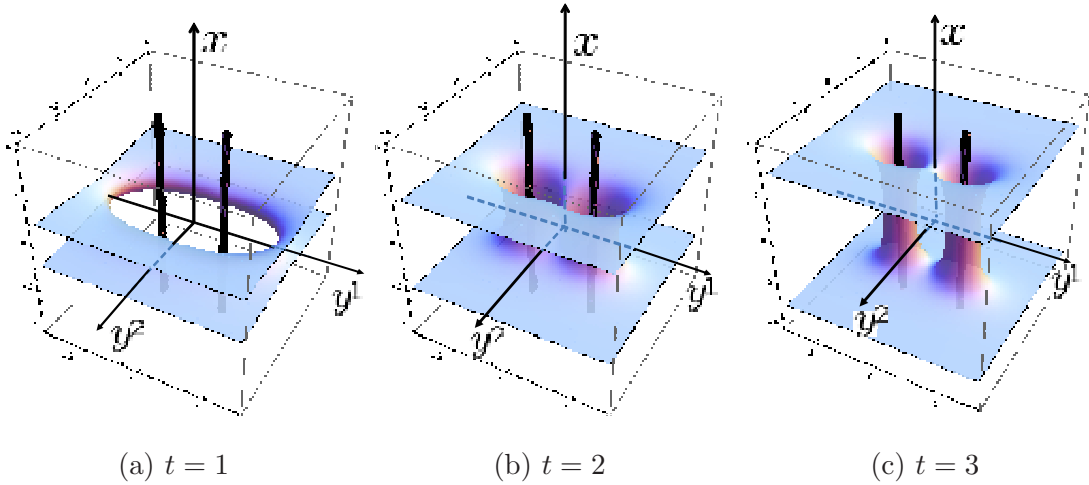 x
y¹
y²
x
y¹
y²
x
y¹
y²
(a) t = 1
(b) t = 2
(c) t = 3